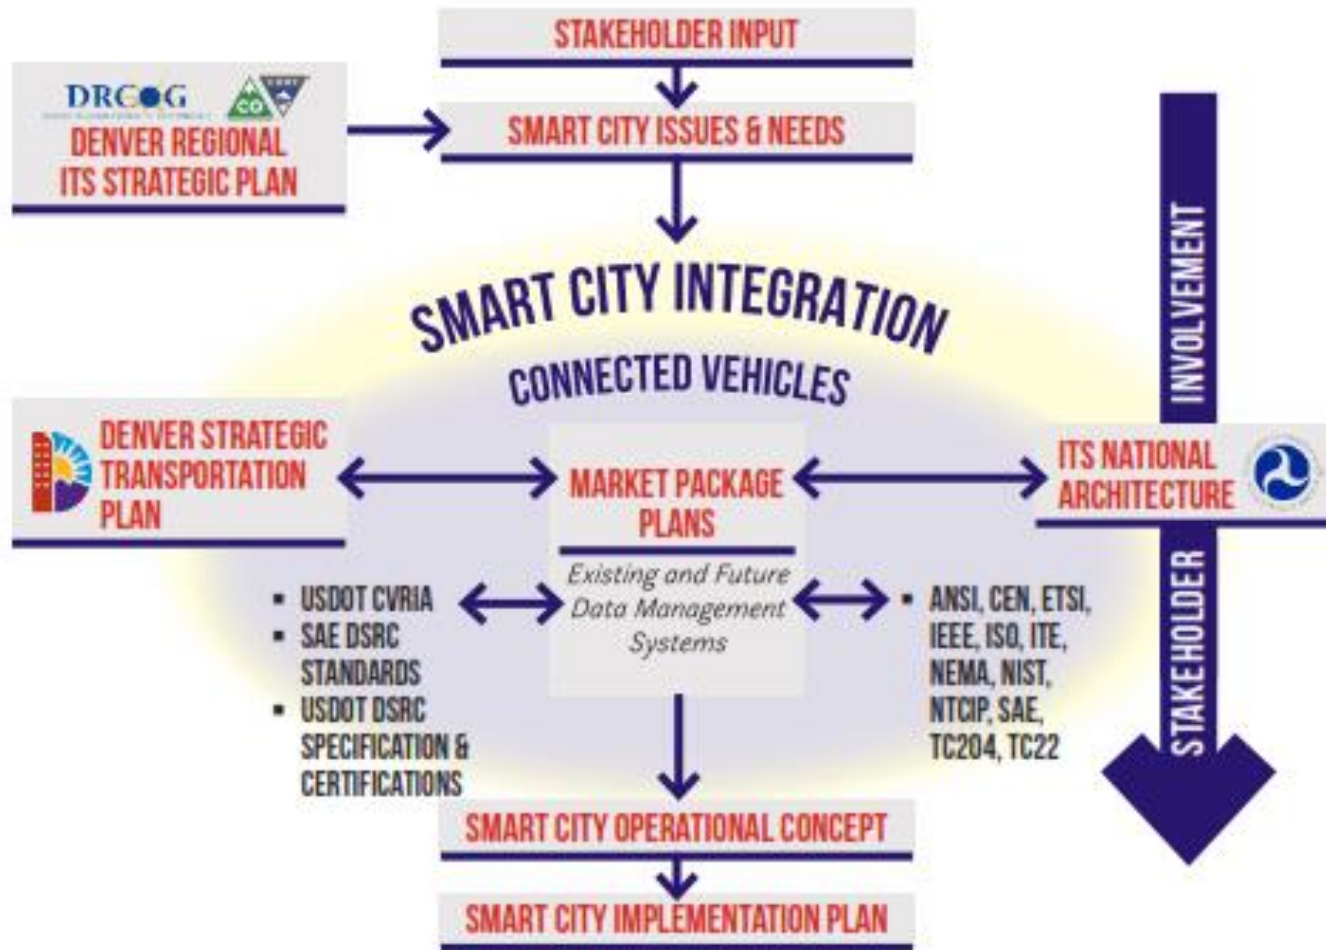 STAKEHOLDER INPUT
DRCOG
CO
DENVER REGIONAL
ITS STRATEGIC PLAN
SMART CITY ISSUES & NEEDS
SMART CITY INTEGRATION
CONNECTED VEHICLES
INVOLVEMENT
DENVER STRATEGIC
TRANSPORTATION
PLAN
MARKET PACKAGE
PLANS
Existing and Future
Data Management
Systems
ITS NATIONAL
ARCHITECTURE
STAKEHOLDER
▪ USDOT CVRIA
▪ SAE DSRC
STANDARDS
▪ USDOT DSRC
SPECIFICATION &
CERTIFICATIONS
▪ ANSI, CEN, ETSI,
IEEE, ISO, ITE,
NEMA, NIST,
NTCIP, SAE,
TC204, TC22
SMART CITY OPERATIONAL CONCEPT
SMART CITY IMPLEMENTATION PLAN